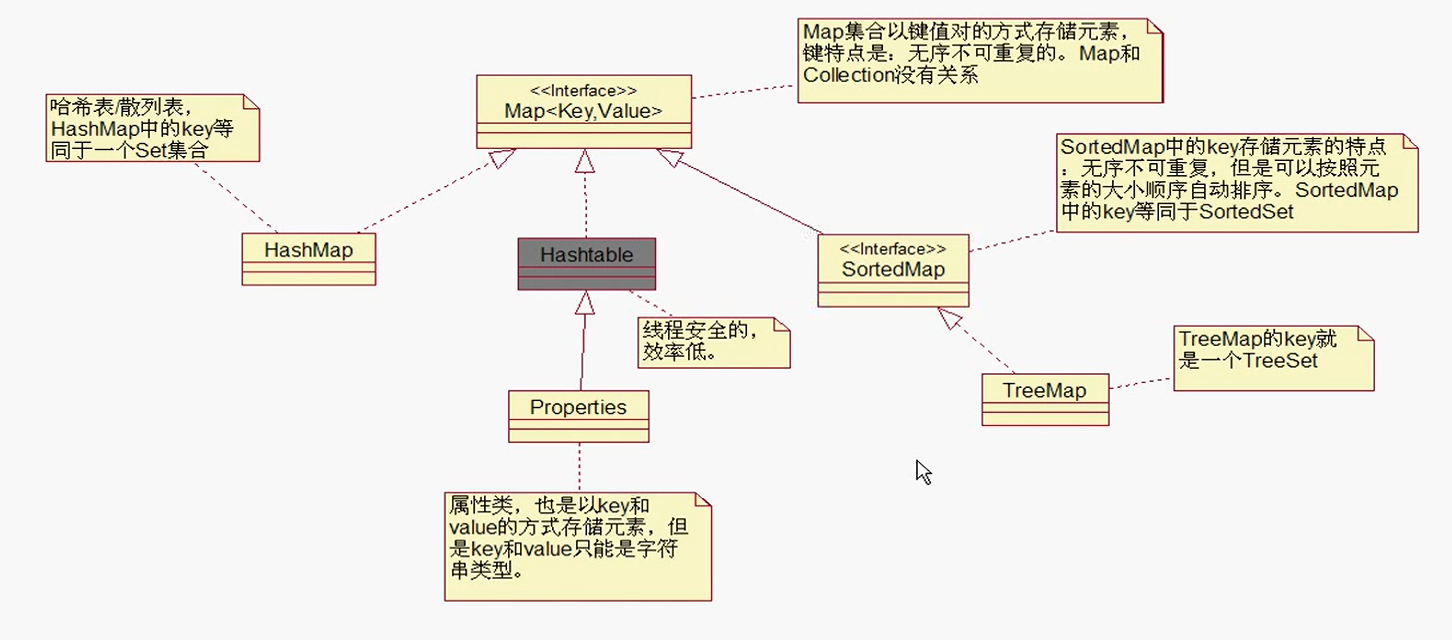 Map集合以键值对的方式存储元素，
键特点是：无序不可重复的。Map和
Collection没有关系
<<Interface>>
Map<Key,Value>
哈希表/散列表，
HashMap中的key等
同于一个Set集合
SortedMap中的key存储元素的特点
：无序不可重复，但是可以按照元
素的大小顺序自动排序。SortedMap
中的key等同于SortedSet
HashMap
Hashtable
<<Interface>>
SortedMap
线程安全的，
效率低。
TreeMap的key就
是一个TreeSet
TreeMap
Properties
属性类，也是以key和
value的方式存储元素，但
是key和value只能是字符
串类型。